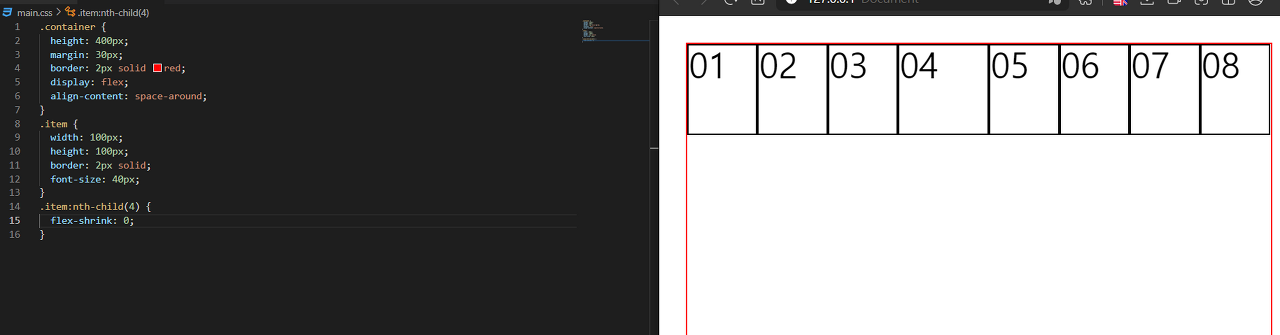 main.css > .item:nth-child(4)
1 .container {
2 height: 400px;
3 margin: 30px;
4 border: 2px solid red;
5 display: flex;
6 align-content: space-around;
7 }
8 .item {
9 width: 100px;
10 height: 100px;
11 border: 2px solid;
12 font-size: 40px;
13 }
14 .item:nth-child(4) {
15 flex-shrink: 0;
16 }
127.0.0.1 Document
01 02 03 04 05 06 07 08